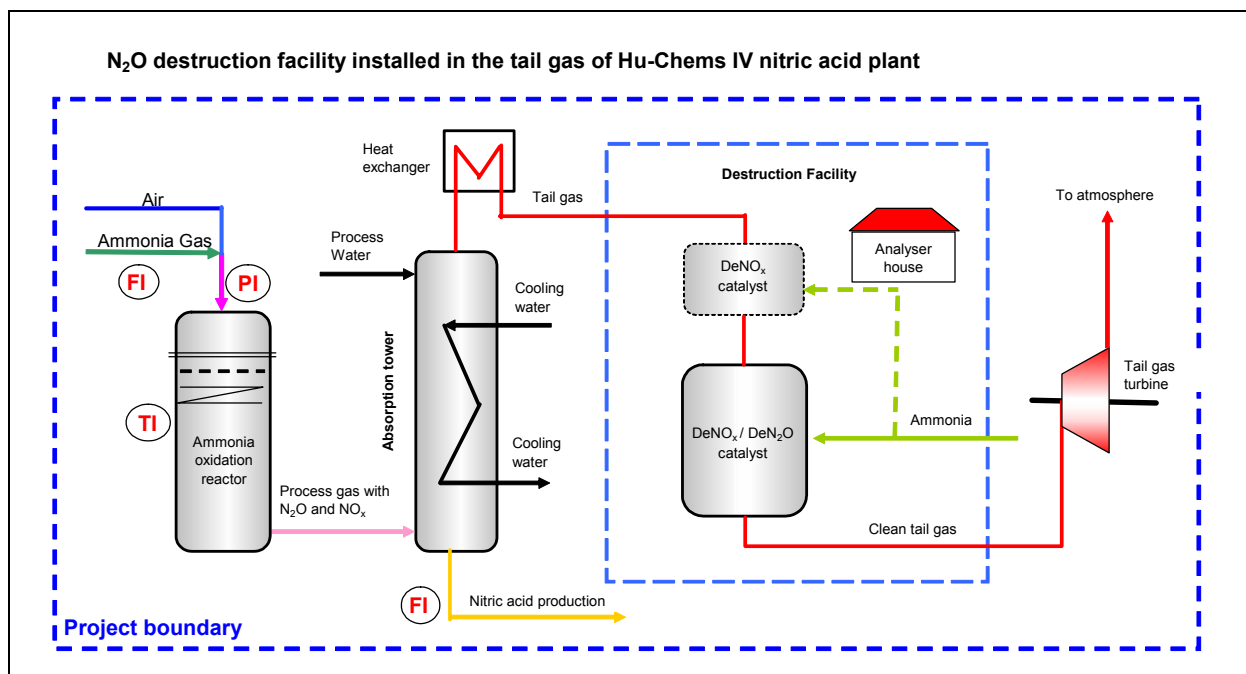 N₂O destruction facility installed in the tail gas of Hu-Chems IV nitric acid plant
Heat
exchanger
Tail gas
Destruction Facility
To atmosphere
Air
Ammonia Gas
FI
PI
Process
Water
Cooling
water
DeNOₓ
catalyst
Analyser
house
Absorption tower
TI
Ammonia
oxidation
reactor
Cooling
water
DeNOₓ / DeN₂O
catalyst
Ammonia
Tail gas
turbine
Process gas with
N₂O and NOₓ
Clean tail gas
FI
Nitric acid production
Project boundary